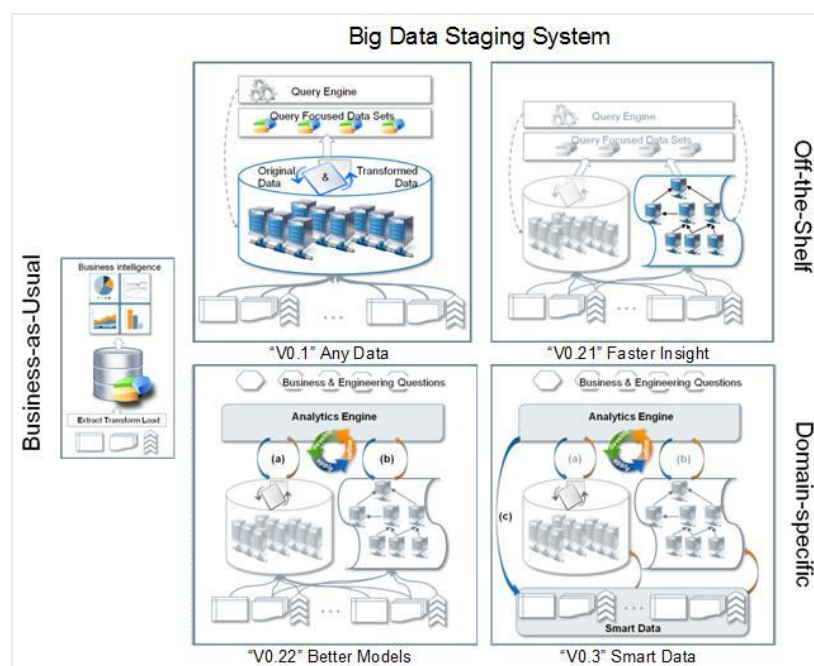 Big Data Staging System
Query Engine
Query Focused Data Sets
Original Data
&
Transformed Data
"V0.1" Any Data
Query Engine
Query Focused Data Sets
"V0.21" Faster Insight
Off-the-Shelf
Business-as-Usual
Business intelligence
Extract Transform Load
Business & Engineering Questions
Analytics Engine
(a)
(b)
apply
"V0.22" Better Models
Business & Engineering Questions
Analytics Engine
(a)
(b)
(c)
apply
Smart Data
"V0.3" Smart Data
Domain-specific